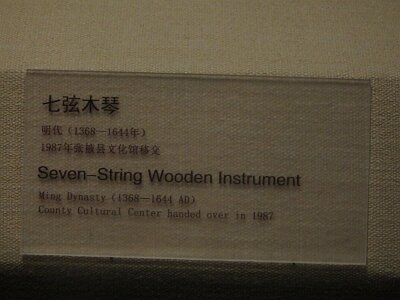 七弦木琴
明代（1368—1644年）
1987年张掖县文化馆移交
Seven-String Wooden Instrument
Ming Dynasty (1368—1644 AD)
County Cultural Center handed over in 1987